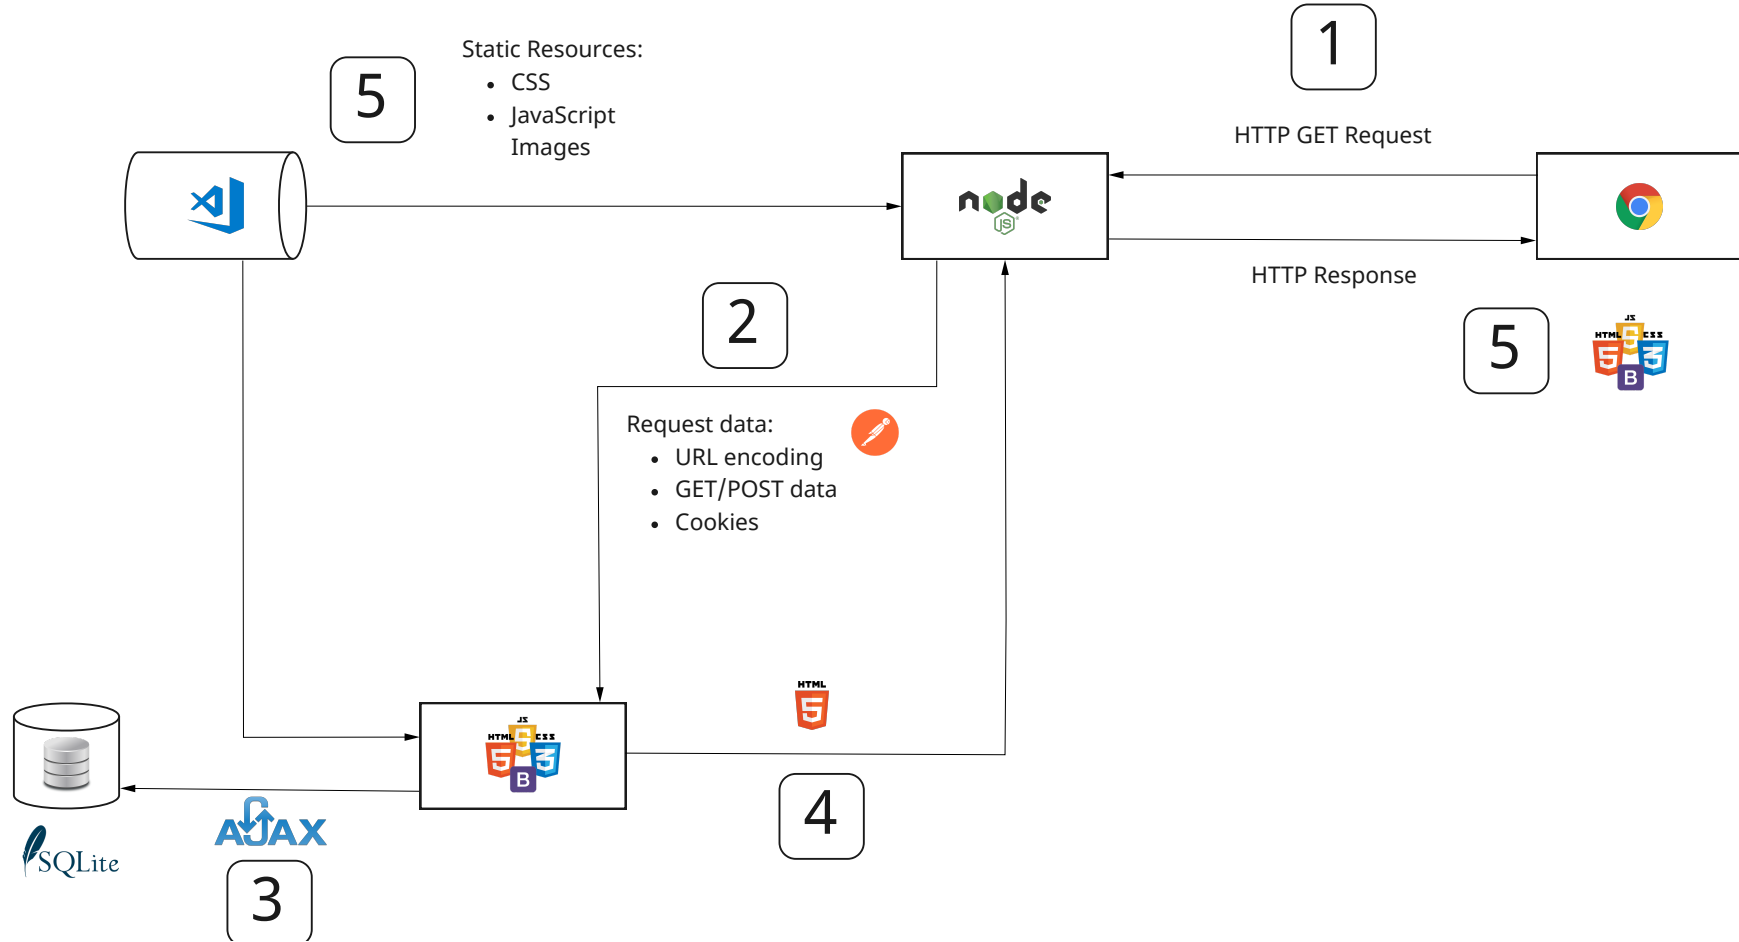 1
Static Resources:
5
• CSS
• JavaScript
Images
HTTP GET Request
node
JS
HTTP Response
2
5
JS
HTML CSS
5 3
B
Request data:
• URL encoding
• GET/POST data
• Cookies
HTML
5
JS
HTML CSS
5 3
B
4
AJAX
SQLite
3